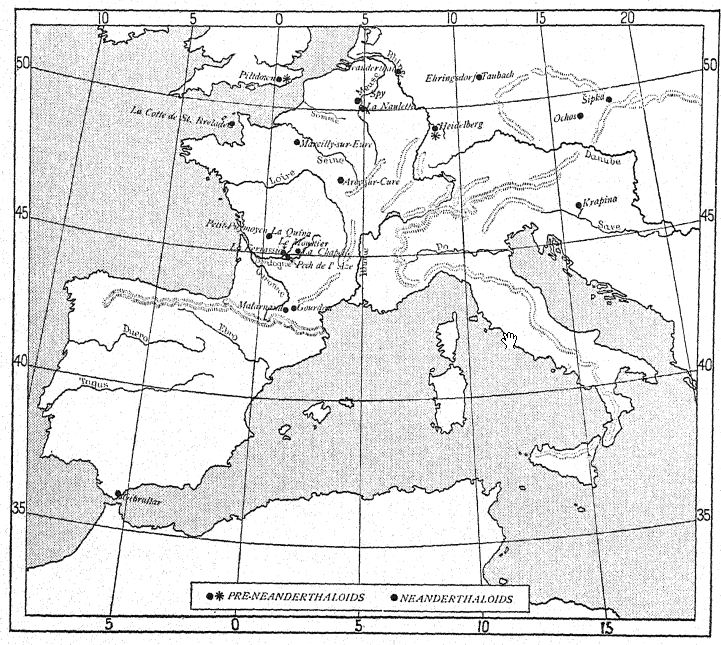 10 5 0 5 10 15 20
50
50
Piltdown
Neanderthal
Rhine
Meuse
Ehringsdorf Taubach
Spy
La Naulette
Sipka
Ochos
Somme
La Cotte de St. Brelade
Heidelberg
Marcilly-sur-Eure
Seine
Danube
Loire
Arcy-sur-Cure
Krapina
45
45
Save
Petit-Puymoyen La Quina
Le Moustier
La Ferrassie La Chapelle
Pech de l'Aze
Rhone
Po
Garonne
Malarnaud Gourdan
Duero
Ebro
40
40
Tagus
Gibraltar
35
35
PRE-NEANDERTHALOIDS NEANDERTHALOIDS
5 0 5 10 15